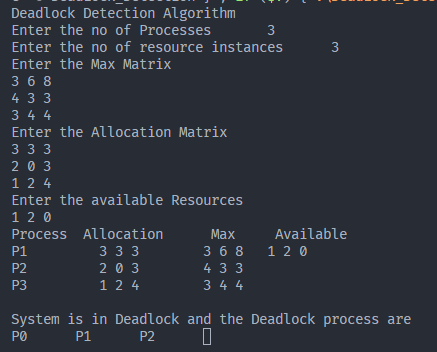 Deadlock Detection Algorithm
Enter the no of Processes 3
Enter the no of resource instances 3
Enter the Max Matrix
3 6 8
4 3 3
3 4 4
Enter the Allocation Matrix
3 3 3
2 0 3
1 2 4
Enter the available Resources
1 2 0
Process Allocation Max Available
P1 3 3 3 3 6 8 1 2 0
P2 2 0 3 4 3 3
P3 1 2 4 3 4 4
System is in Deadlock and the Deadlock process are
P0 P1 P2